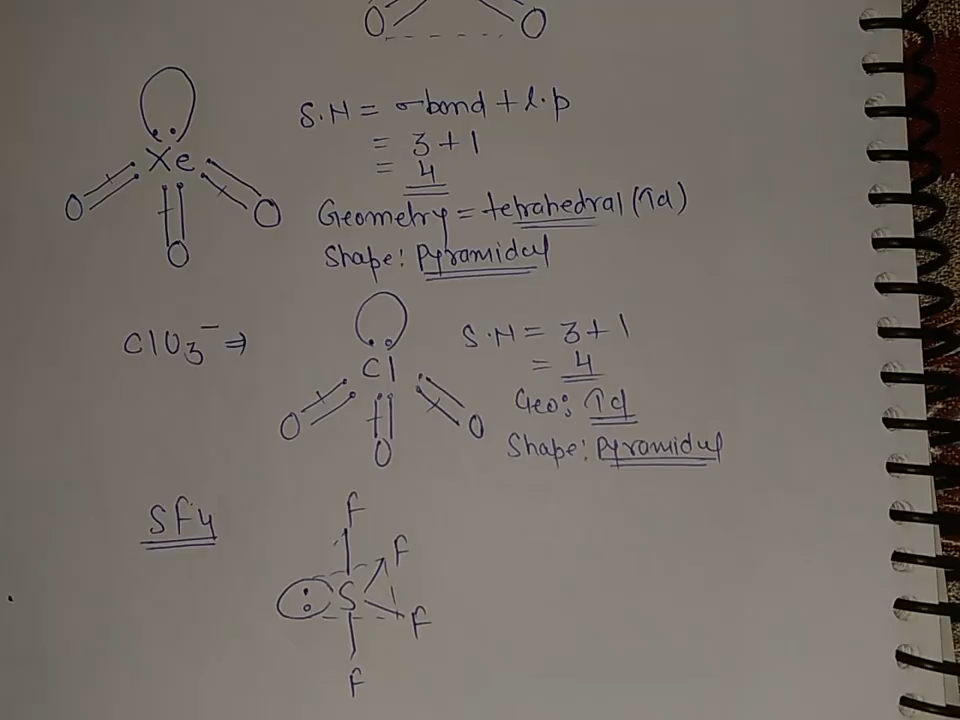 O O
S.N = σ bond + l.p
= 3 + 1
= 4
Xe
O O O
Geometry = tetrahedral (Td)
Shape: Pyramidal
ClO3⁻ ⇒
Cl
O O O
S.N = 3 + 1
= 4
Geo: Td
Shape: Pyramidal
SF4
F
F
S
F
F